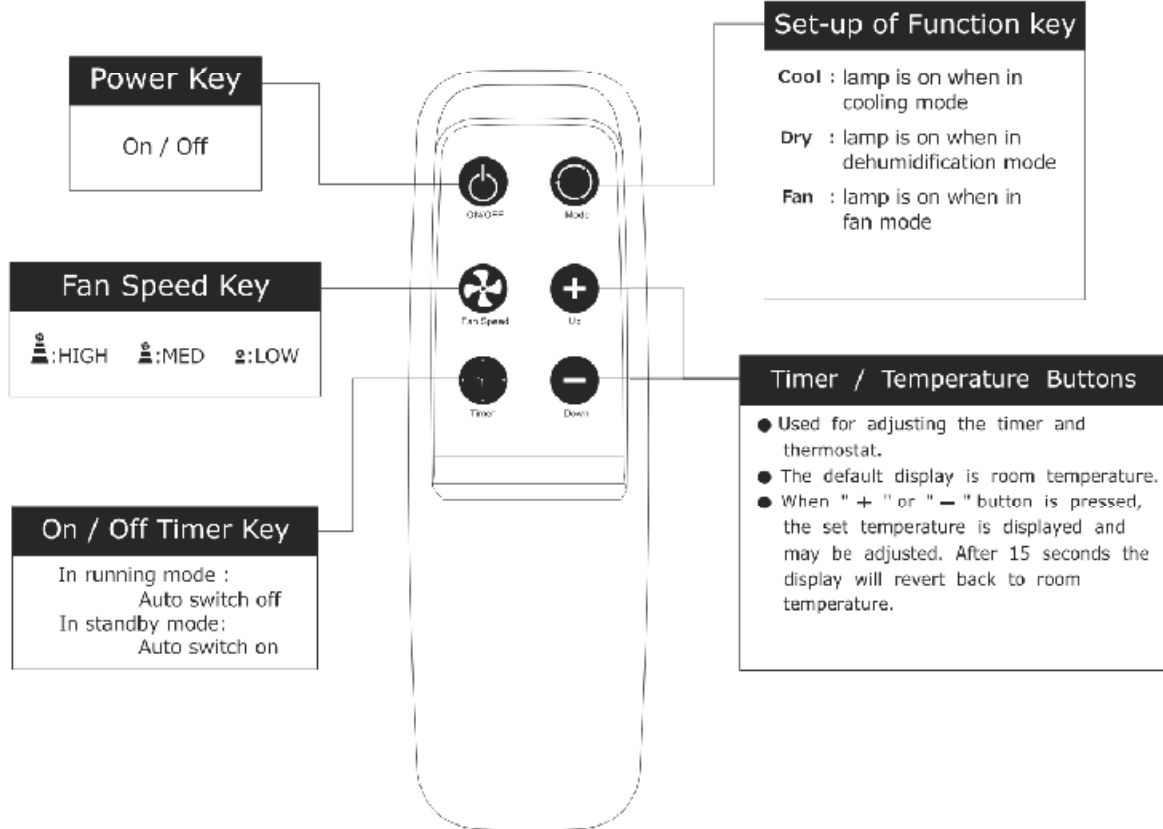 Power Key
On / Off
Set-up of Function key
Cool : lamp is on when in
cooling mode
Dry : lamp is on when in
dehumidification mode
Fan : lamp is on when in
fan mode
ON/OFF
Mode
Fan Speed Key
:HIGH :MED :LOW
Fan Speed
Up
Timer
Down
Timer / Temperature Buttons
● Used for adjusting the timer and
thermostat.
● The default display is room temperature.
● When " + " or " — " button is pressed,
the set temperature is displayed and
may be adjusted. After 15 seconds the
display will revert back to room
temperature.
On / Off Timer Key
In running mode :
Auto switch off
In standby mode:
Auto switch on